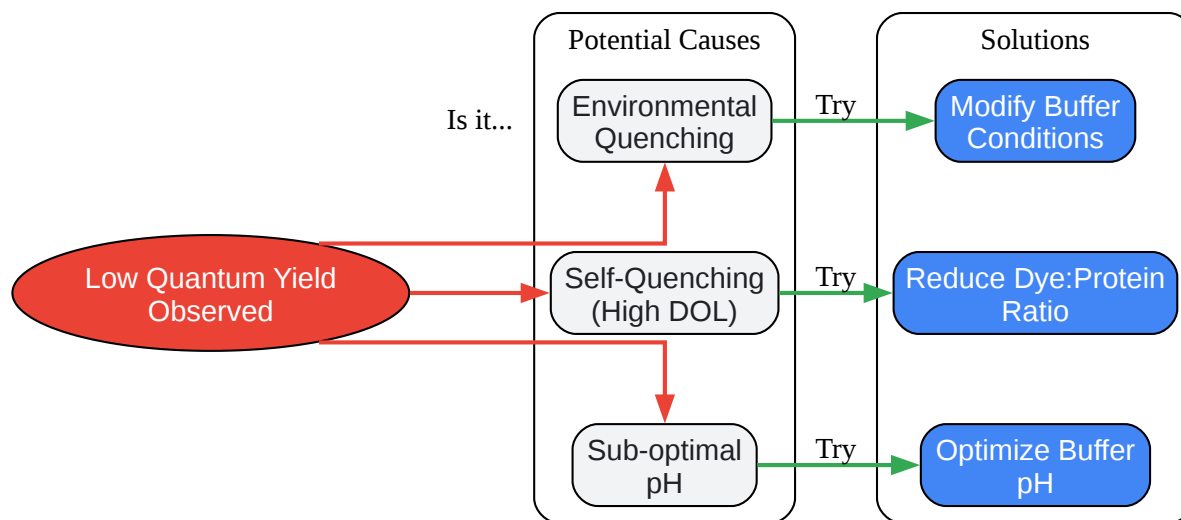 Potential Causes
Solutions
Is it...
Environmental
Quenching
Try
Modify Buffer
Conditions
Low Quantum Yield
Observed
Self-Quenching
(High DOL)
Try
Reduce Dye:Protein
Ratio
Sub-optimal
pH
Try
Optimize Buffer
pH